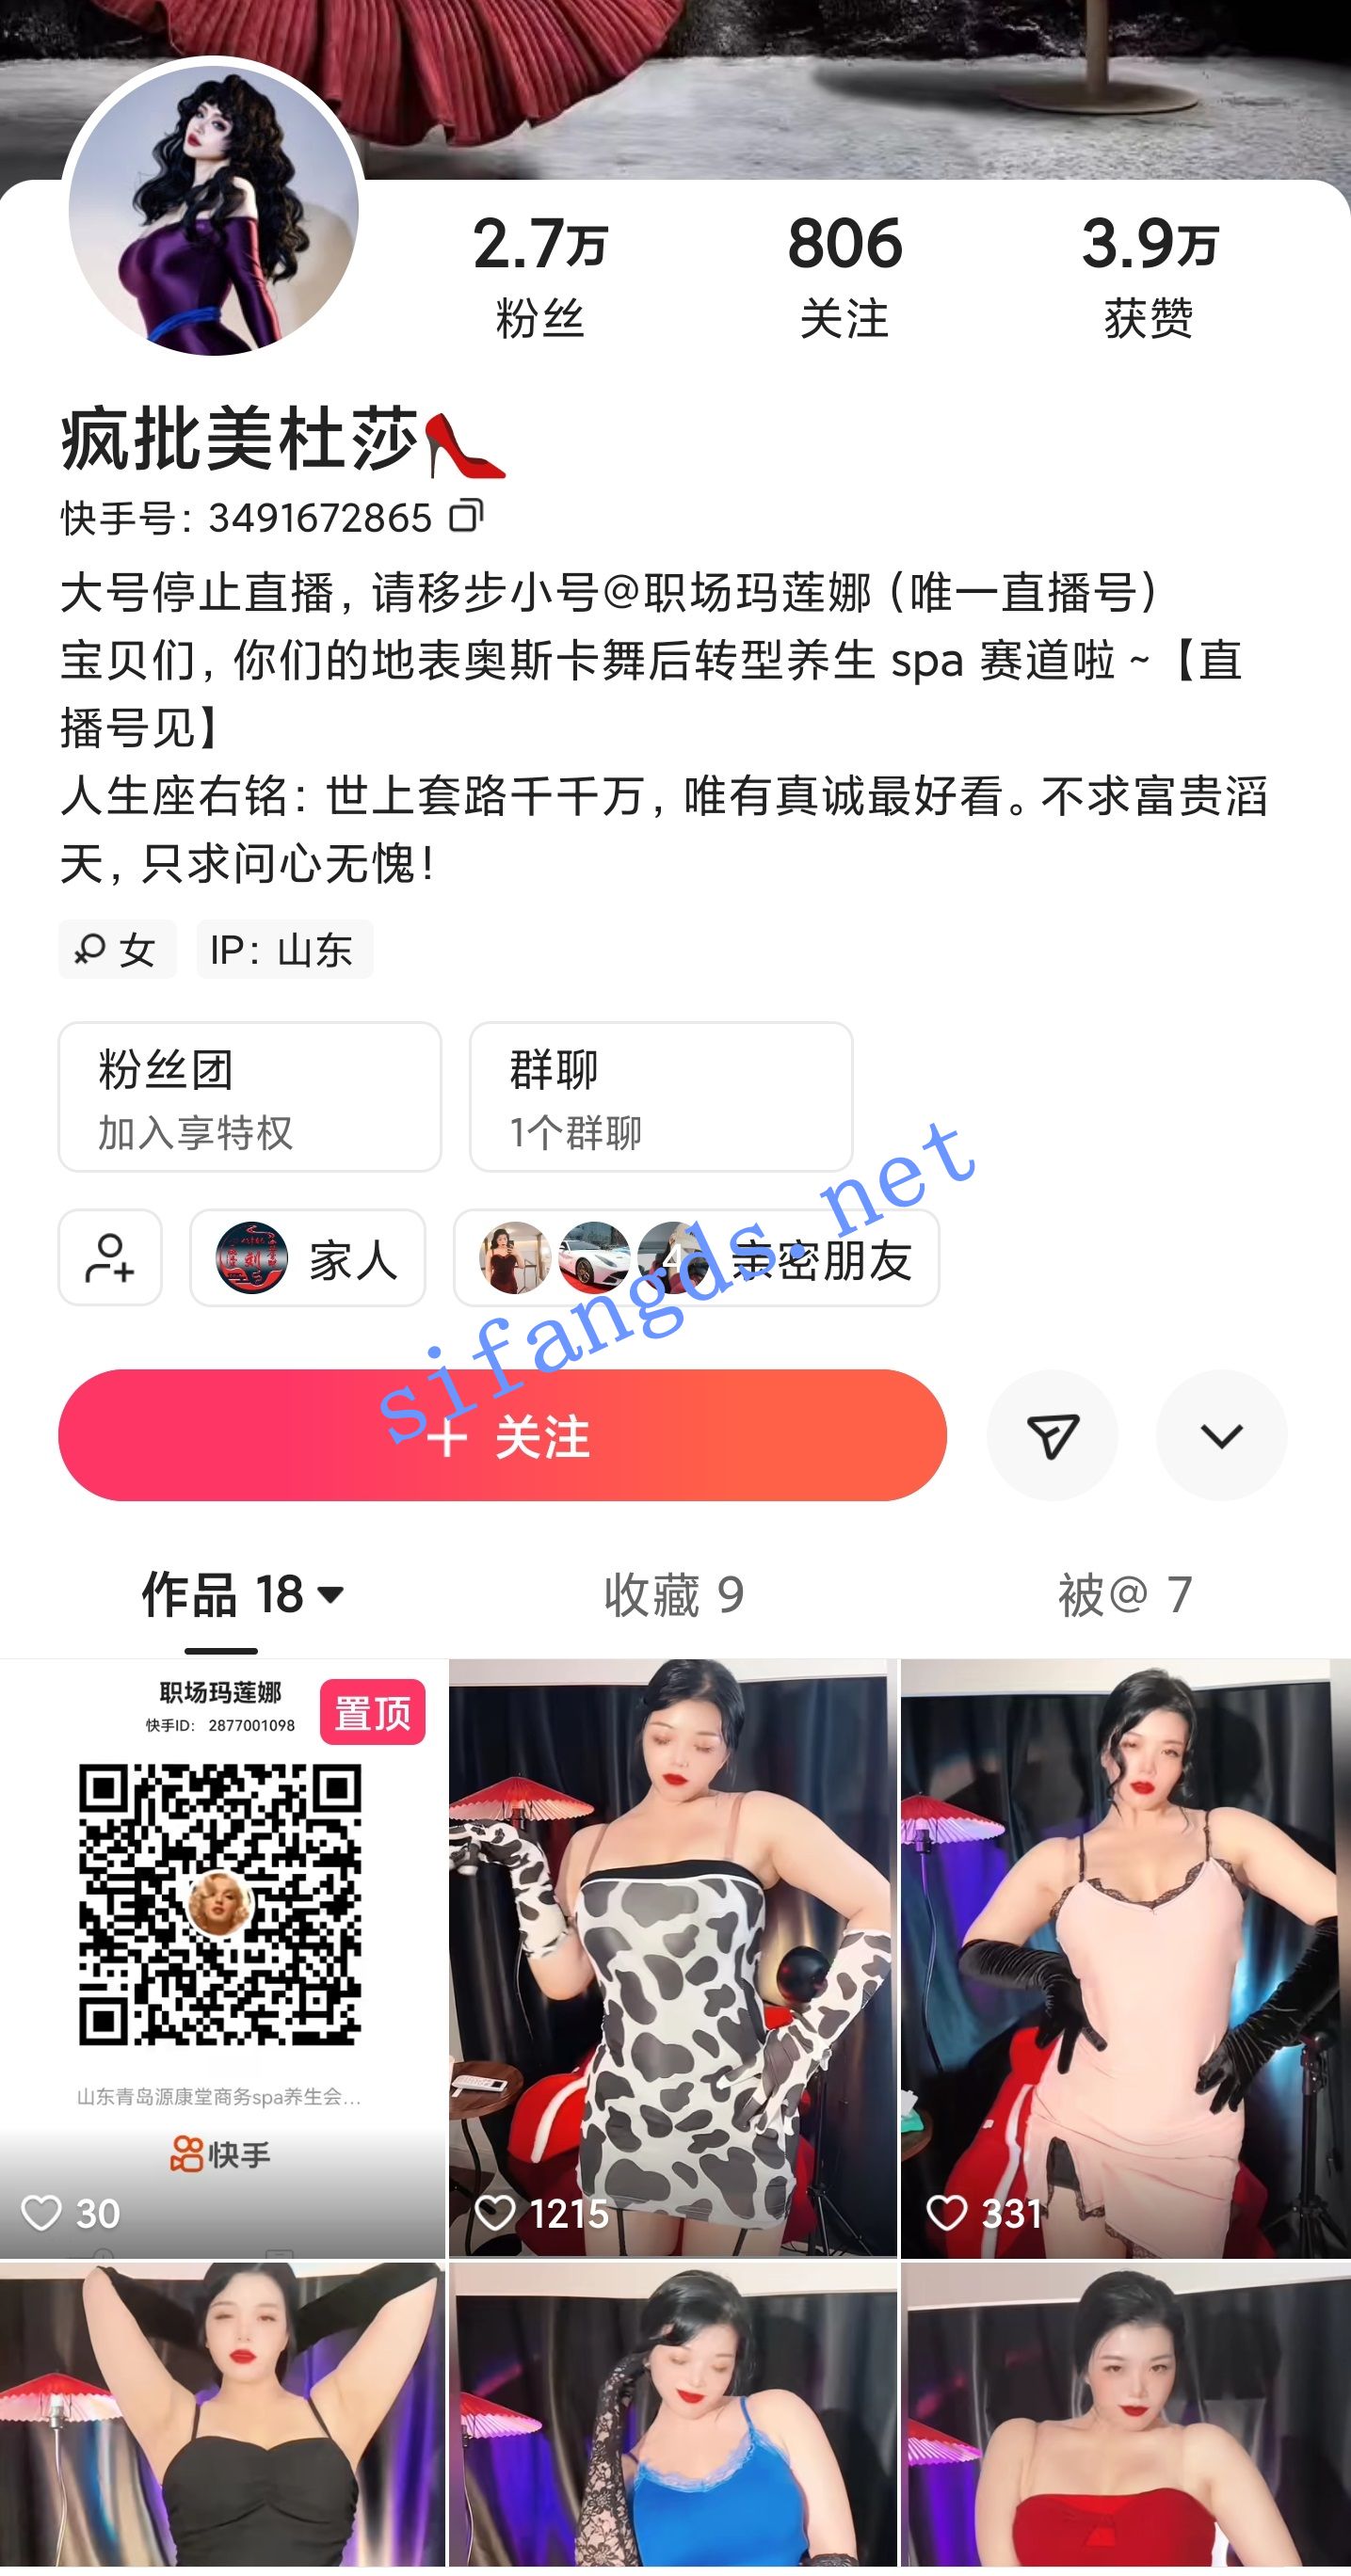 2.7万
806
3.9万
粉丝
关注
获赞
疯批美杜莎
快手号: 3491672865
大号停止直播, 请移步小号@职场玛莲娜 (唯一直播号)
宝贝们, 你们的地表奥斯卡舞后转型养生 spa 赛道啦 ~【直
播号见】
人生座右铭: 世上套路千千万, 唯有真诚最好看。不求富贵滔
天, 只求问心无愧!
女
IP: 山东
粉丝团
加入享特权
群聊
1个群聊
家人
4
亲密朋友
sifangds.net
+ 关注
作品 18
收藏 9
被@ 7
职场玛莲娜
快手ID: 2877001098
置顶
山东青岛源康堂商务spa养生会...
快手
30
1215
331